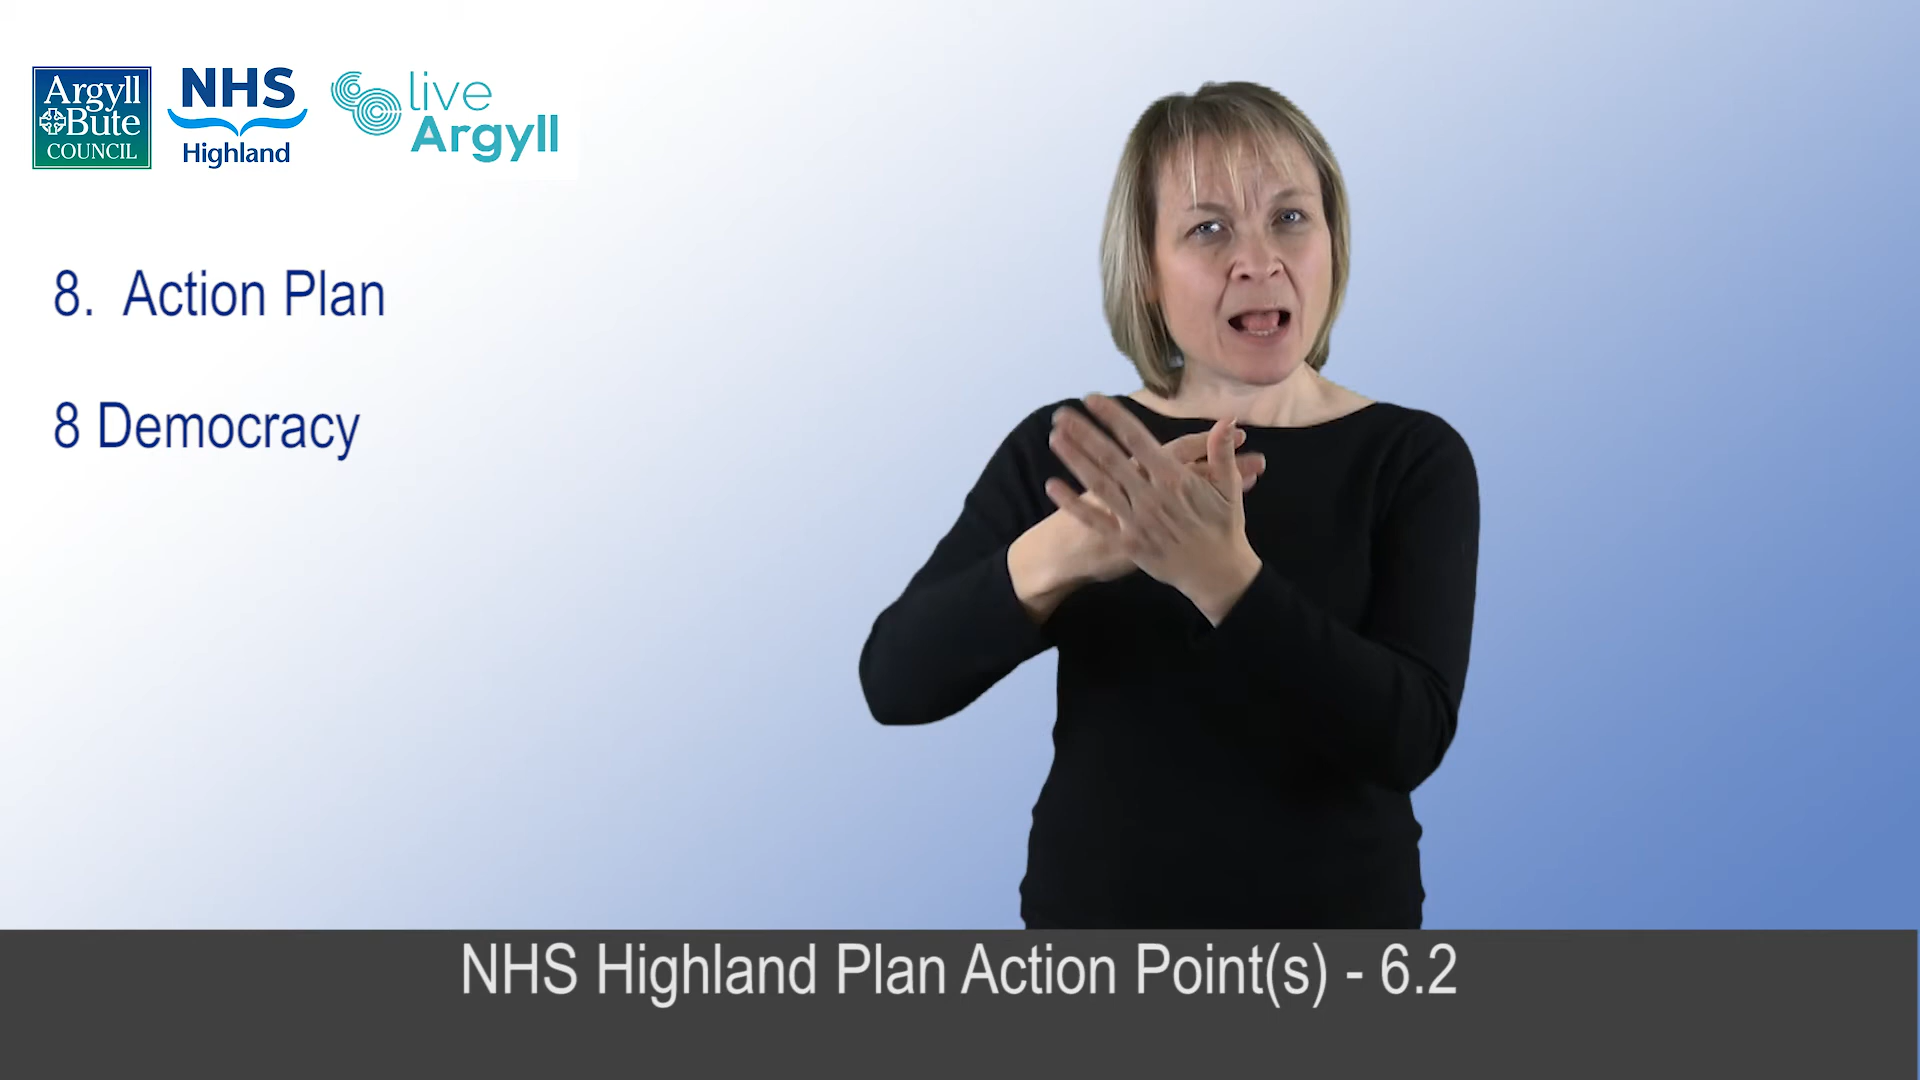 Argyll
Bute
COUNCIL
NHS
Highland
live
Argyll
8. Action Plan
8 Democracy
NHS Highland Plan Action Point(s) - 6.2